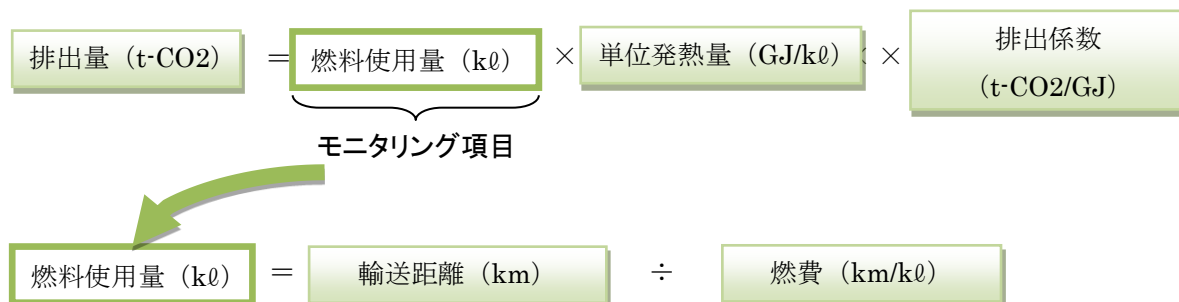 排出量（t-CO2） ＝ 燃料使用量（kℓ） × 単位発熱量（GJ/kℓ） × 排出係数
（t-CO2/GJ）
モニタリング項目
燃料使用量（kℓ） ＝ 輸送距離（km） ÷ 燃費（km/kℓ）